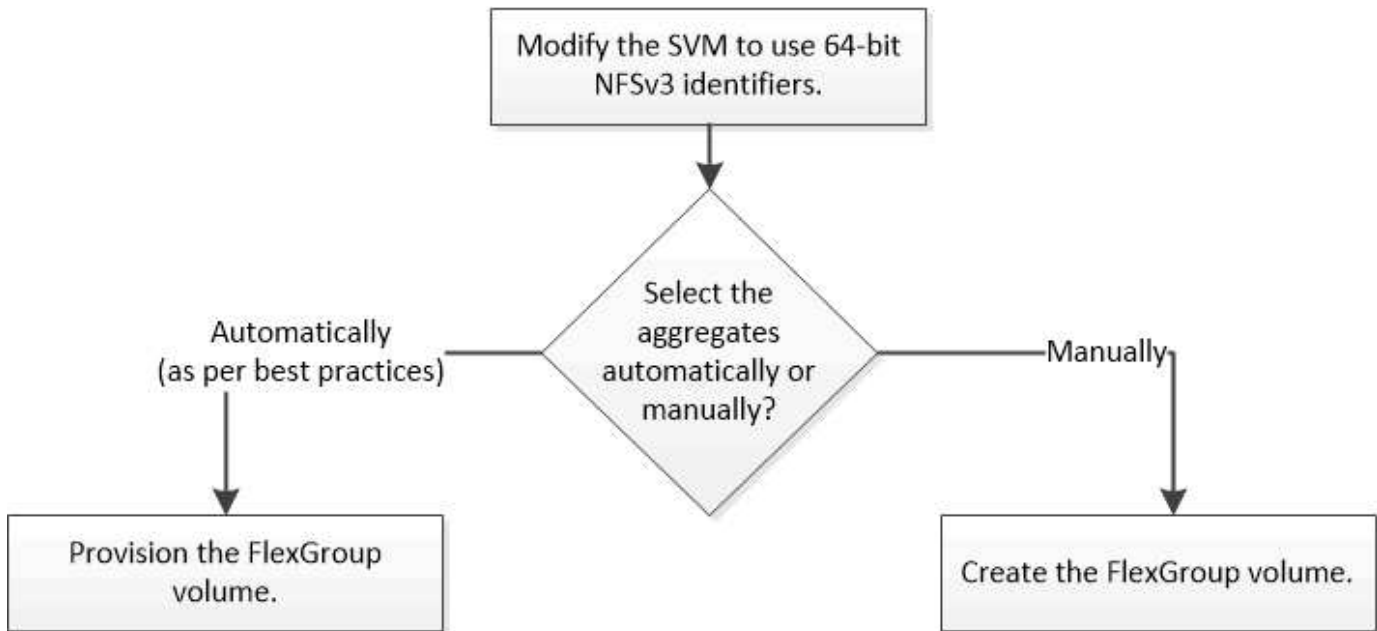 Modify the SVM to use 64-bit
NFSv3 identifiers.
Select the
aggregates
automatically or
manually?
Automatically
(as per best practices)
Manually
Provision the FlexGroup
volume.
Create the FlexGroup volume.